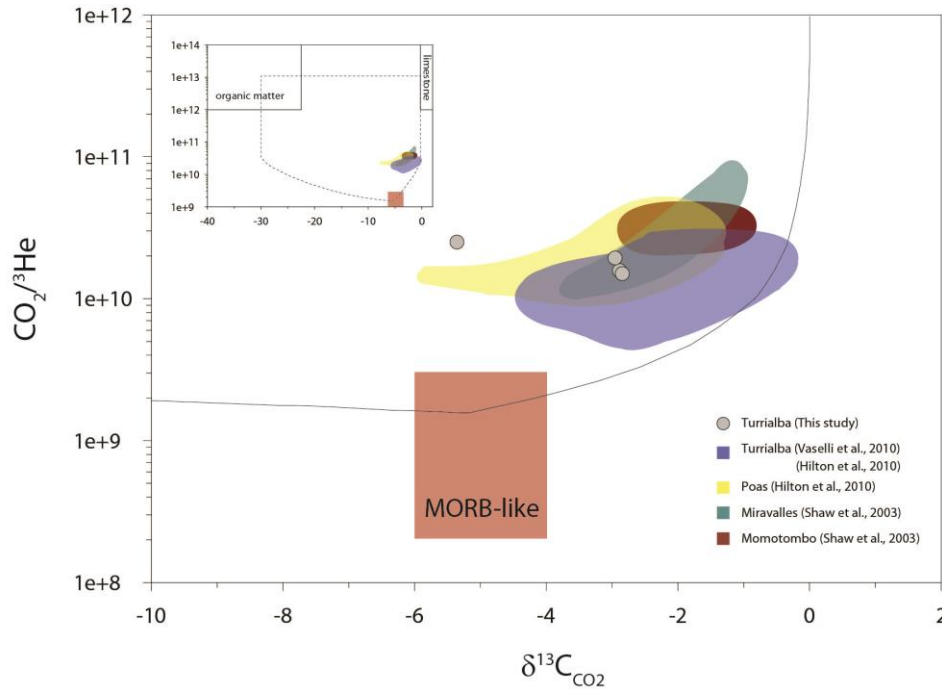 1e+12
1e+11
1e+10
1e+9
1e+8
CO2/3He
1e+14
1e+13
1e+12
1e+11
1e+10
1e+9
organic matter
limestone
-40 -30 -20 -10 0
MORB-like
Turrialba (This study)
Turrialba (Vaselli et al., 2010)
(Hilton et al., 2010)
Poas (Hilton et al., 2010)
Miravalles (Shaw et al., 2003)
Momotombo (Shaw et al., 2003)
-10 -8 -6 -4 -2 0 2
δ13CCO2